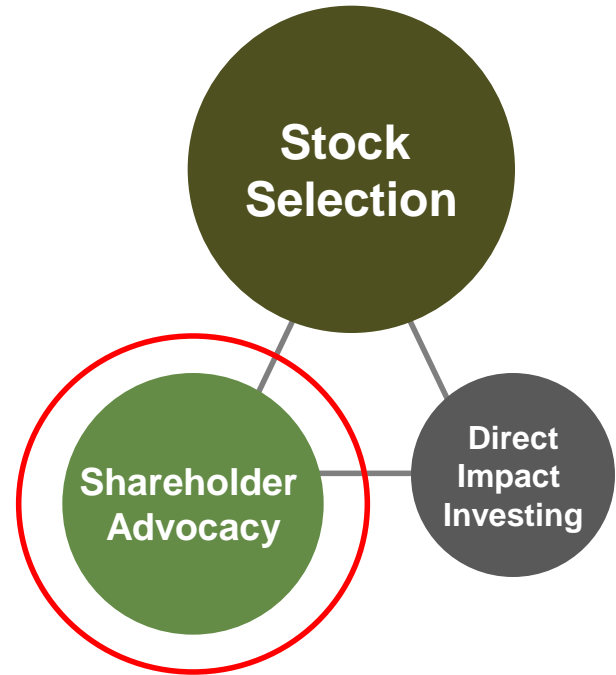 Stock
Selection
Shareholder
Advocacy
Direct
Impact
Investing